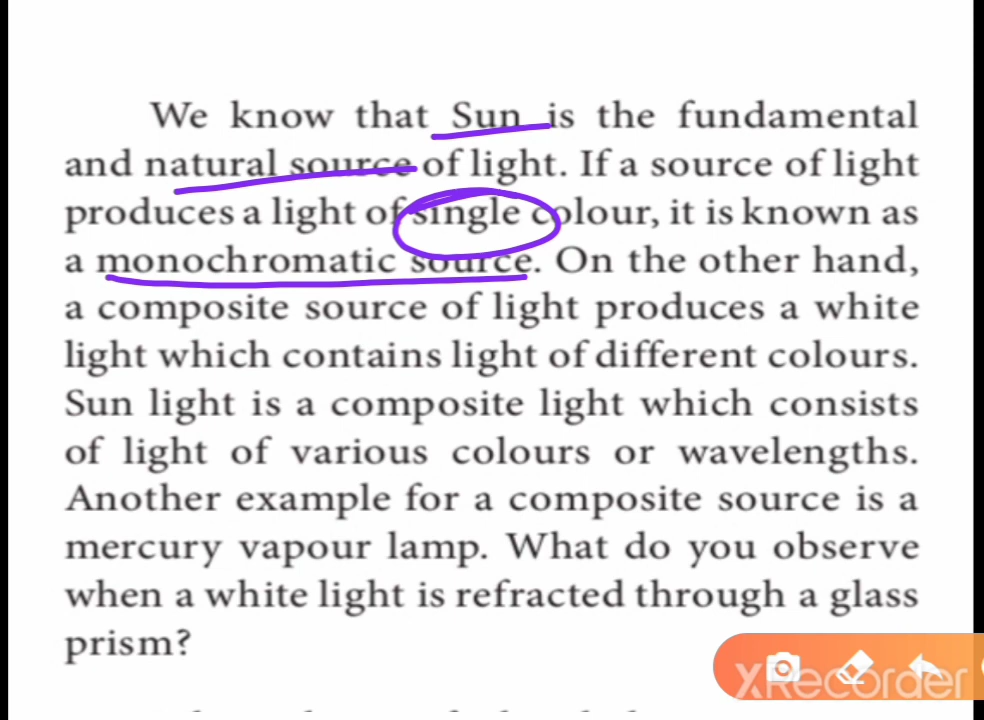 We know that Sun is the fundamental
and natural source of light. If a source of light
produces a light of single colour, it is known as
a monochromatic source. On the other hand,
a composite source of light produces a white
light which contains light of different colours.
Sun light is a composite light which consists
of light of various colours or wavelengths.
Another example for a composite source is a
mercury vapour lamp. What do you observe
when a white light is refracted through a glass
prism?
XRecorder